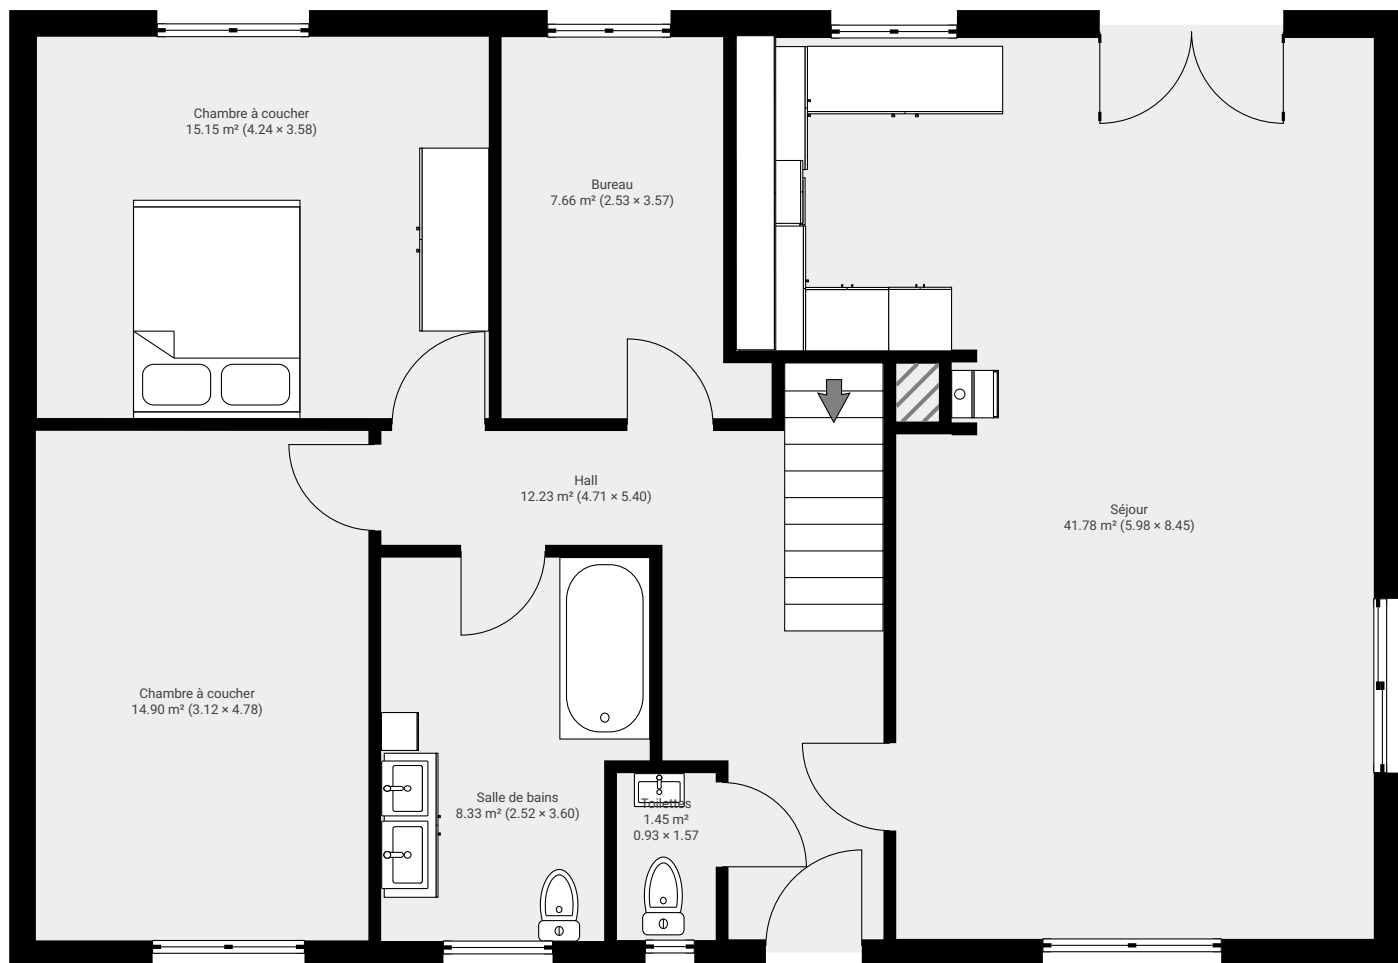 Chambre à coucher
15.15 m² (4.24 × 3.58)
Bureau
7.66 m² (2.53 × 3.57)
Hall
12.23 m² (4.71 × 5.40)
Séjour
41.78 m² (5.98 × 8.45)
Chambre à coucher
14.90 m² (3.12 × 4.78)
Salle de bains
8.33 m² (2.52 × 3.60)
Toilettes
1.45 m²
0.93 × 1.57